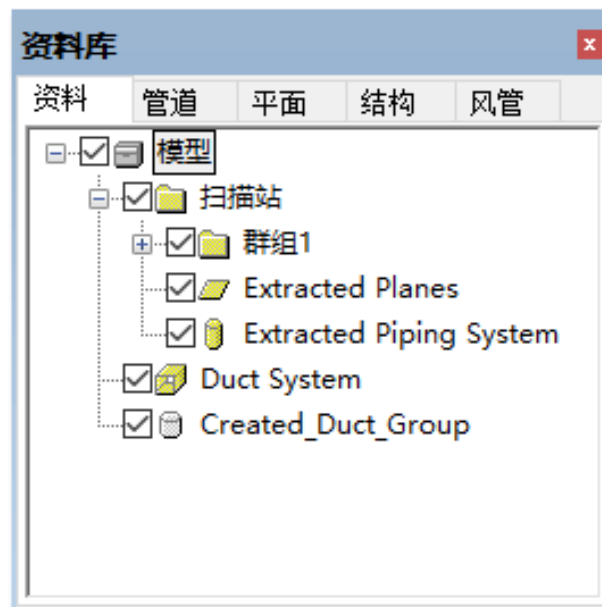 资料库
资料 管道 平面 结构 风管
模型
扫描站
群组1
Extracted Planes
Extracted Piping System
Duct System
Created_Duct_Group